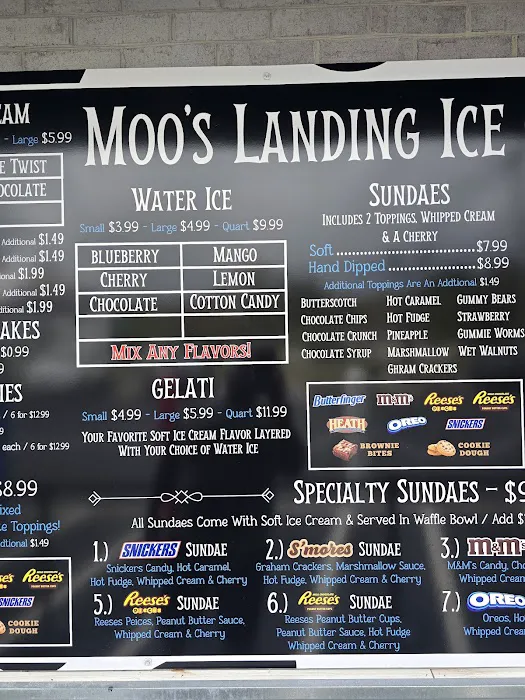 EAM
- Large $5.99
E TWIST
OCOLATE
Additional $1.49
Additional $1.49
onal $1.99
Additional $1.49
ditional $1.99
AKES
$0.99
$9
IES
/ 6 for $12.99
each / 6 for $12.99
$8.99
ixed
e Toppings!
dtional $1.49
Reese's
SNICKERS
COOKIE
DOUGH
MOO'S LANDING ICE
WATER ICE
Small $3.99 - Large $4.99 - Quart $9.99
BLUEBERRY MANGO
CHERRY LEMON
CHOCOLATE COTTON CANDY
MIX ANY FLAVORS!
GELATI
Small $4.99 - Large $5.99 - Quart $11.99
YOUR FAVORITE SOFT ICE CREAM FLAVOR LAYERED
WITH YOUR CHOICE OF WATER ICE
SUNDAES
INCLUDES 2 TOPPINGS, WHIPPED CREAM
& A CHERRY
Soft ........................ $7.99
Hand Dipped ................ $8.99
Additional Toppings Are An Addtional $1.49
BUTTERSCOTCH HOT CARAMEL GUMMY BEARS
CHOCOLATE CHIPS HOT FUDGE STRAWBERRY
CHOCOLATE CRUNCH PINEAPPLE GUMMIE WORMS
CHOCOLATE SYRUP MARSHMALLOW WET WALNUTS
GHRAM CRACKERS
Butterfinger m&m's Reese's Reese's
HEATH OREO SNICKERS
BROWNIE BITES COOKIE DOUGH
SPECIALTY SUNDAES - $9
All Sundaes Come With Soft Ice Cream & Served In Waffle Bowl / Add $
1.) SNICKERS SUNDAE
Snickers Candy, Hot Caramel,
Hot Fudge, Whipped Cream & Cherry
2.) S'mores SUNDAE
Graham Crackers, Marshmallow Sauce,
Hot Fudge, Whipped Cream & Cherry
3.) m&m's
M&M's Candy, Cho
Whipped Cream
5.) Reese's SUNDAE
Reeses Peices, Peanut Butter Sauce,
Whipped Cream & Cherry
6.) Reese's SUNDAE
Reeses Peanut Butter Cups,
Peanut Butter Sauce, Hot Fudge
Whipped Cream & Cherry
7.) OREO
Oreos, Ho
Whipped Crea